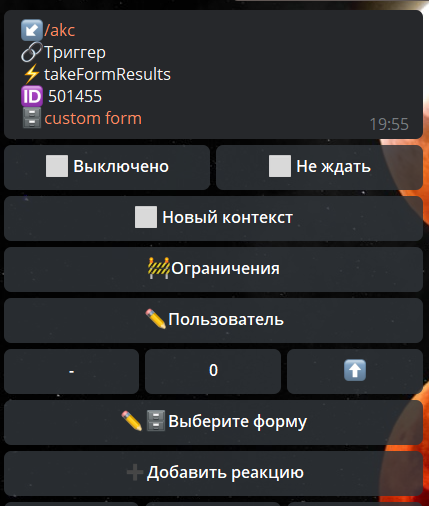 ↙️/akc
🔗Триггер
⚡takeFormResults
🆔 501455
🗄custom form
19:55
⬜ Выключено
⬜ Не ждать
⬜ Новый контекст
🚧Ограничения
✏️Пользователь
-
0
⬆️
✏️🗄Выберите форму
➕Добавить реакцию